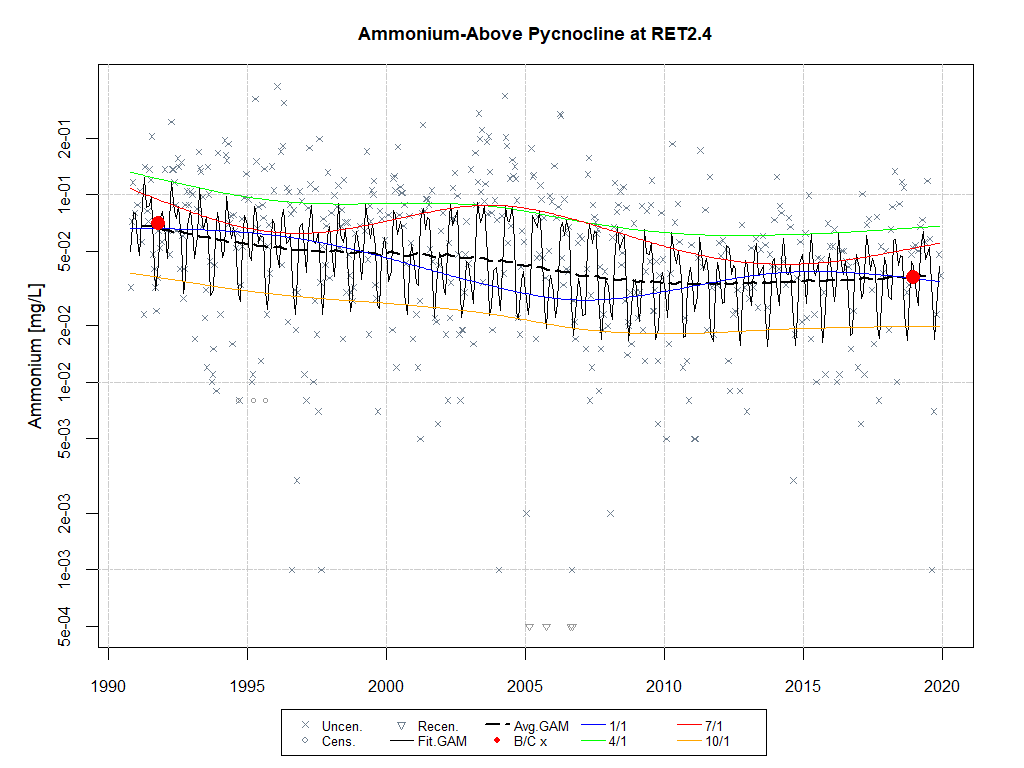 Ammonium-Above Pycnocline at RET2.4
Ammonium [mg/L]
2e-01
1e-01
5e-02
2e-02
1e-02
5e-03
2e-03
1e-03
5e-04
1990 1995 2000 2005 2010 2015 2020
Uncen. Recen. Avg.GAM 1/1 7/1
Cens. Fit.GAM B/C x 4/1 10/1